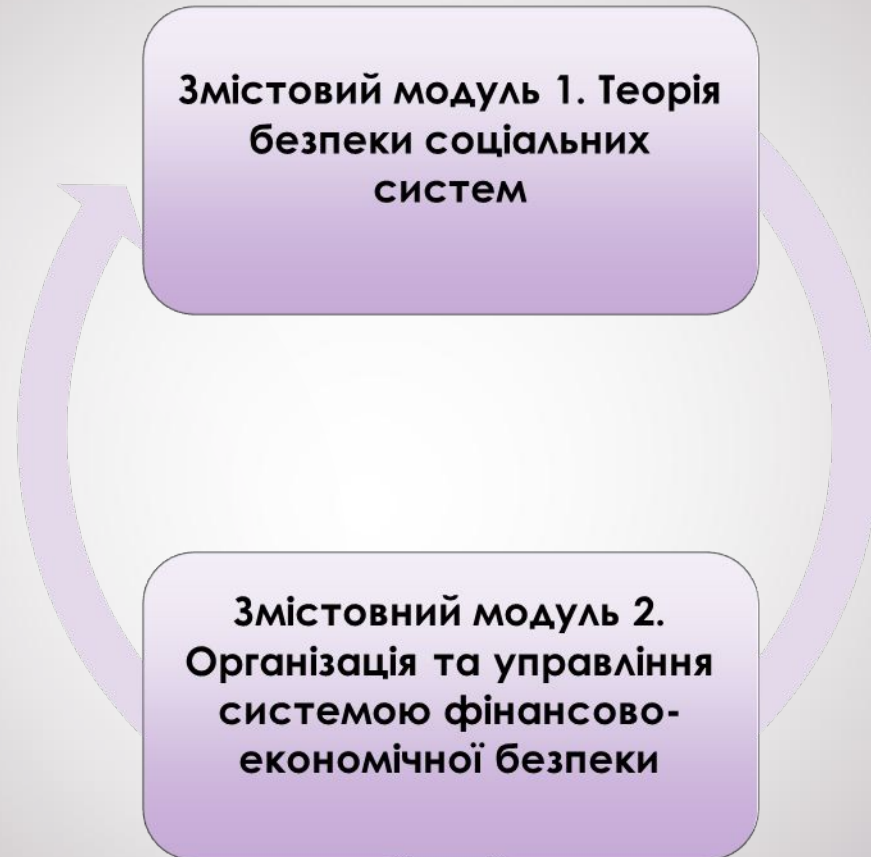 Змістовий модуль 1. Теорія
безпеки соціальних
систем
Змістовний модуль 2.
Організація та управління
системою фінансово-
економічної безпеки